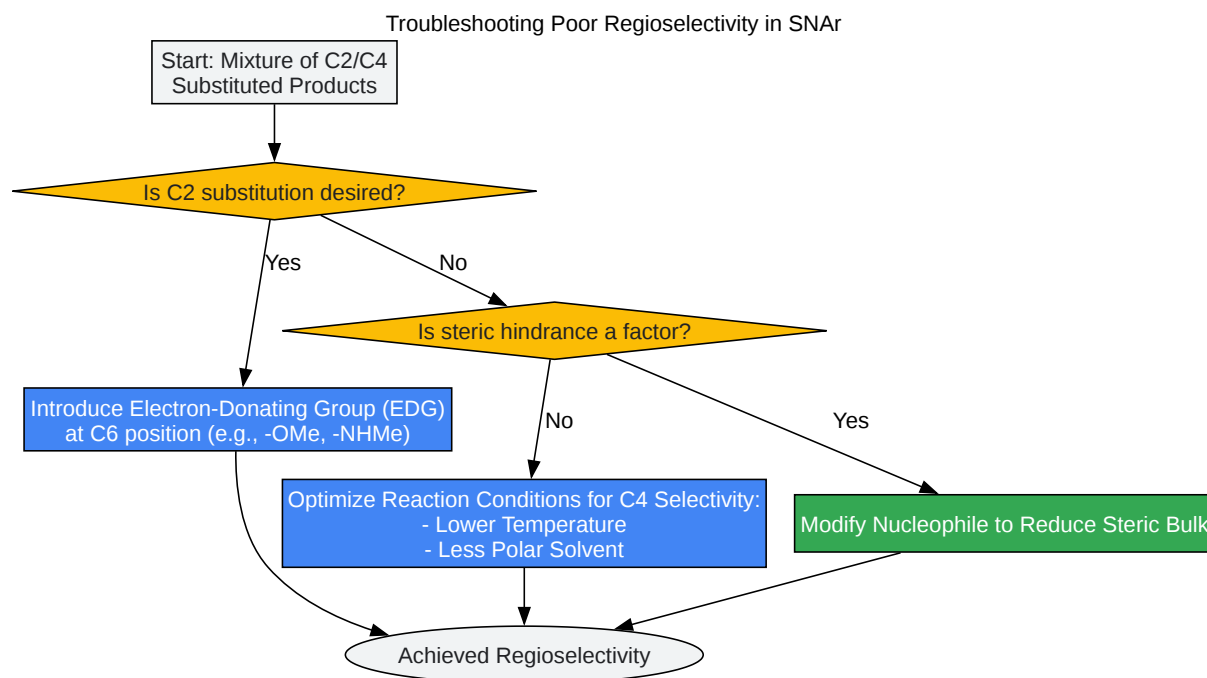 Troubleshooting Poor Regioselectivity in SNAr
Start: Mixture of C2/C4
Substituted Products
Is C2 substitution desired?
Yes
No
Is steric hindrance a factor?
Introduce Electron-Donating Group (EDG)
at C6 position (e.g., -OMe, -NHMe)
No
Yes
Optimize Reaction Conditions for C4 Selectivity:
- Lower Temperature
- Less Polar Solvent
Modify Nucleophile to Reduce Steric Bulk
Achieved Regioselectivity